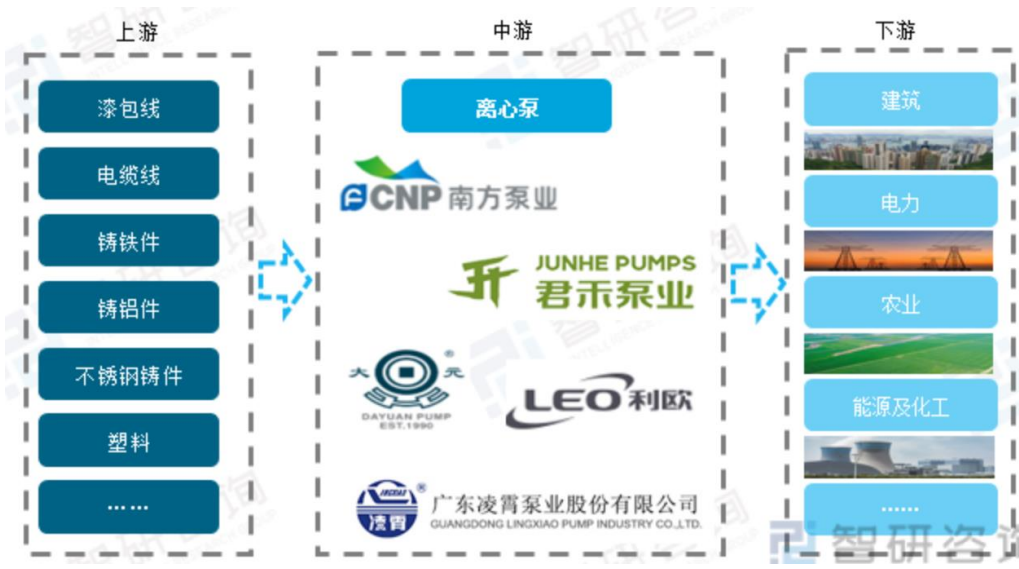 上游
漆包线
电缆线
铸铁件
铸铝件
不锈钢铸件
塑料
……
中游
离心泵
CNP 南方泵业
JUNHE PUMPS
君禾泵业
大元
DAYUAN PUMP
EST.1990
LEO 利欧
LINGXIAO
凌霄
广东凌霄泵业股份有限公司
GUANGDONG LINGXIAO PUMP INDUSTRY CO.,LTD.
下游
建筑
电力
农业
能源及化工
......
智研咨询